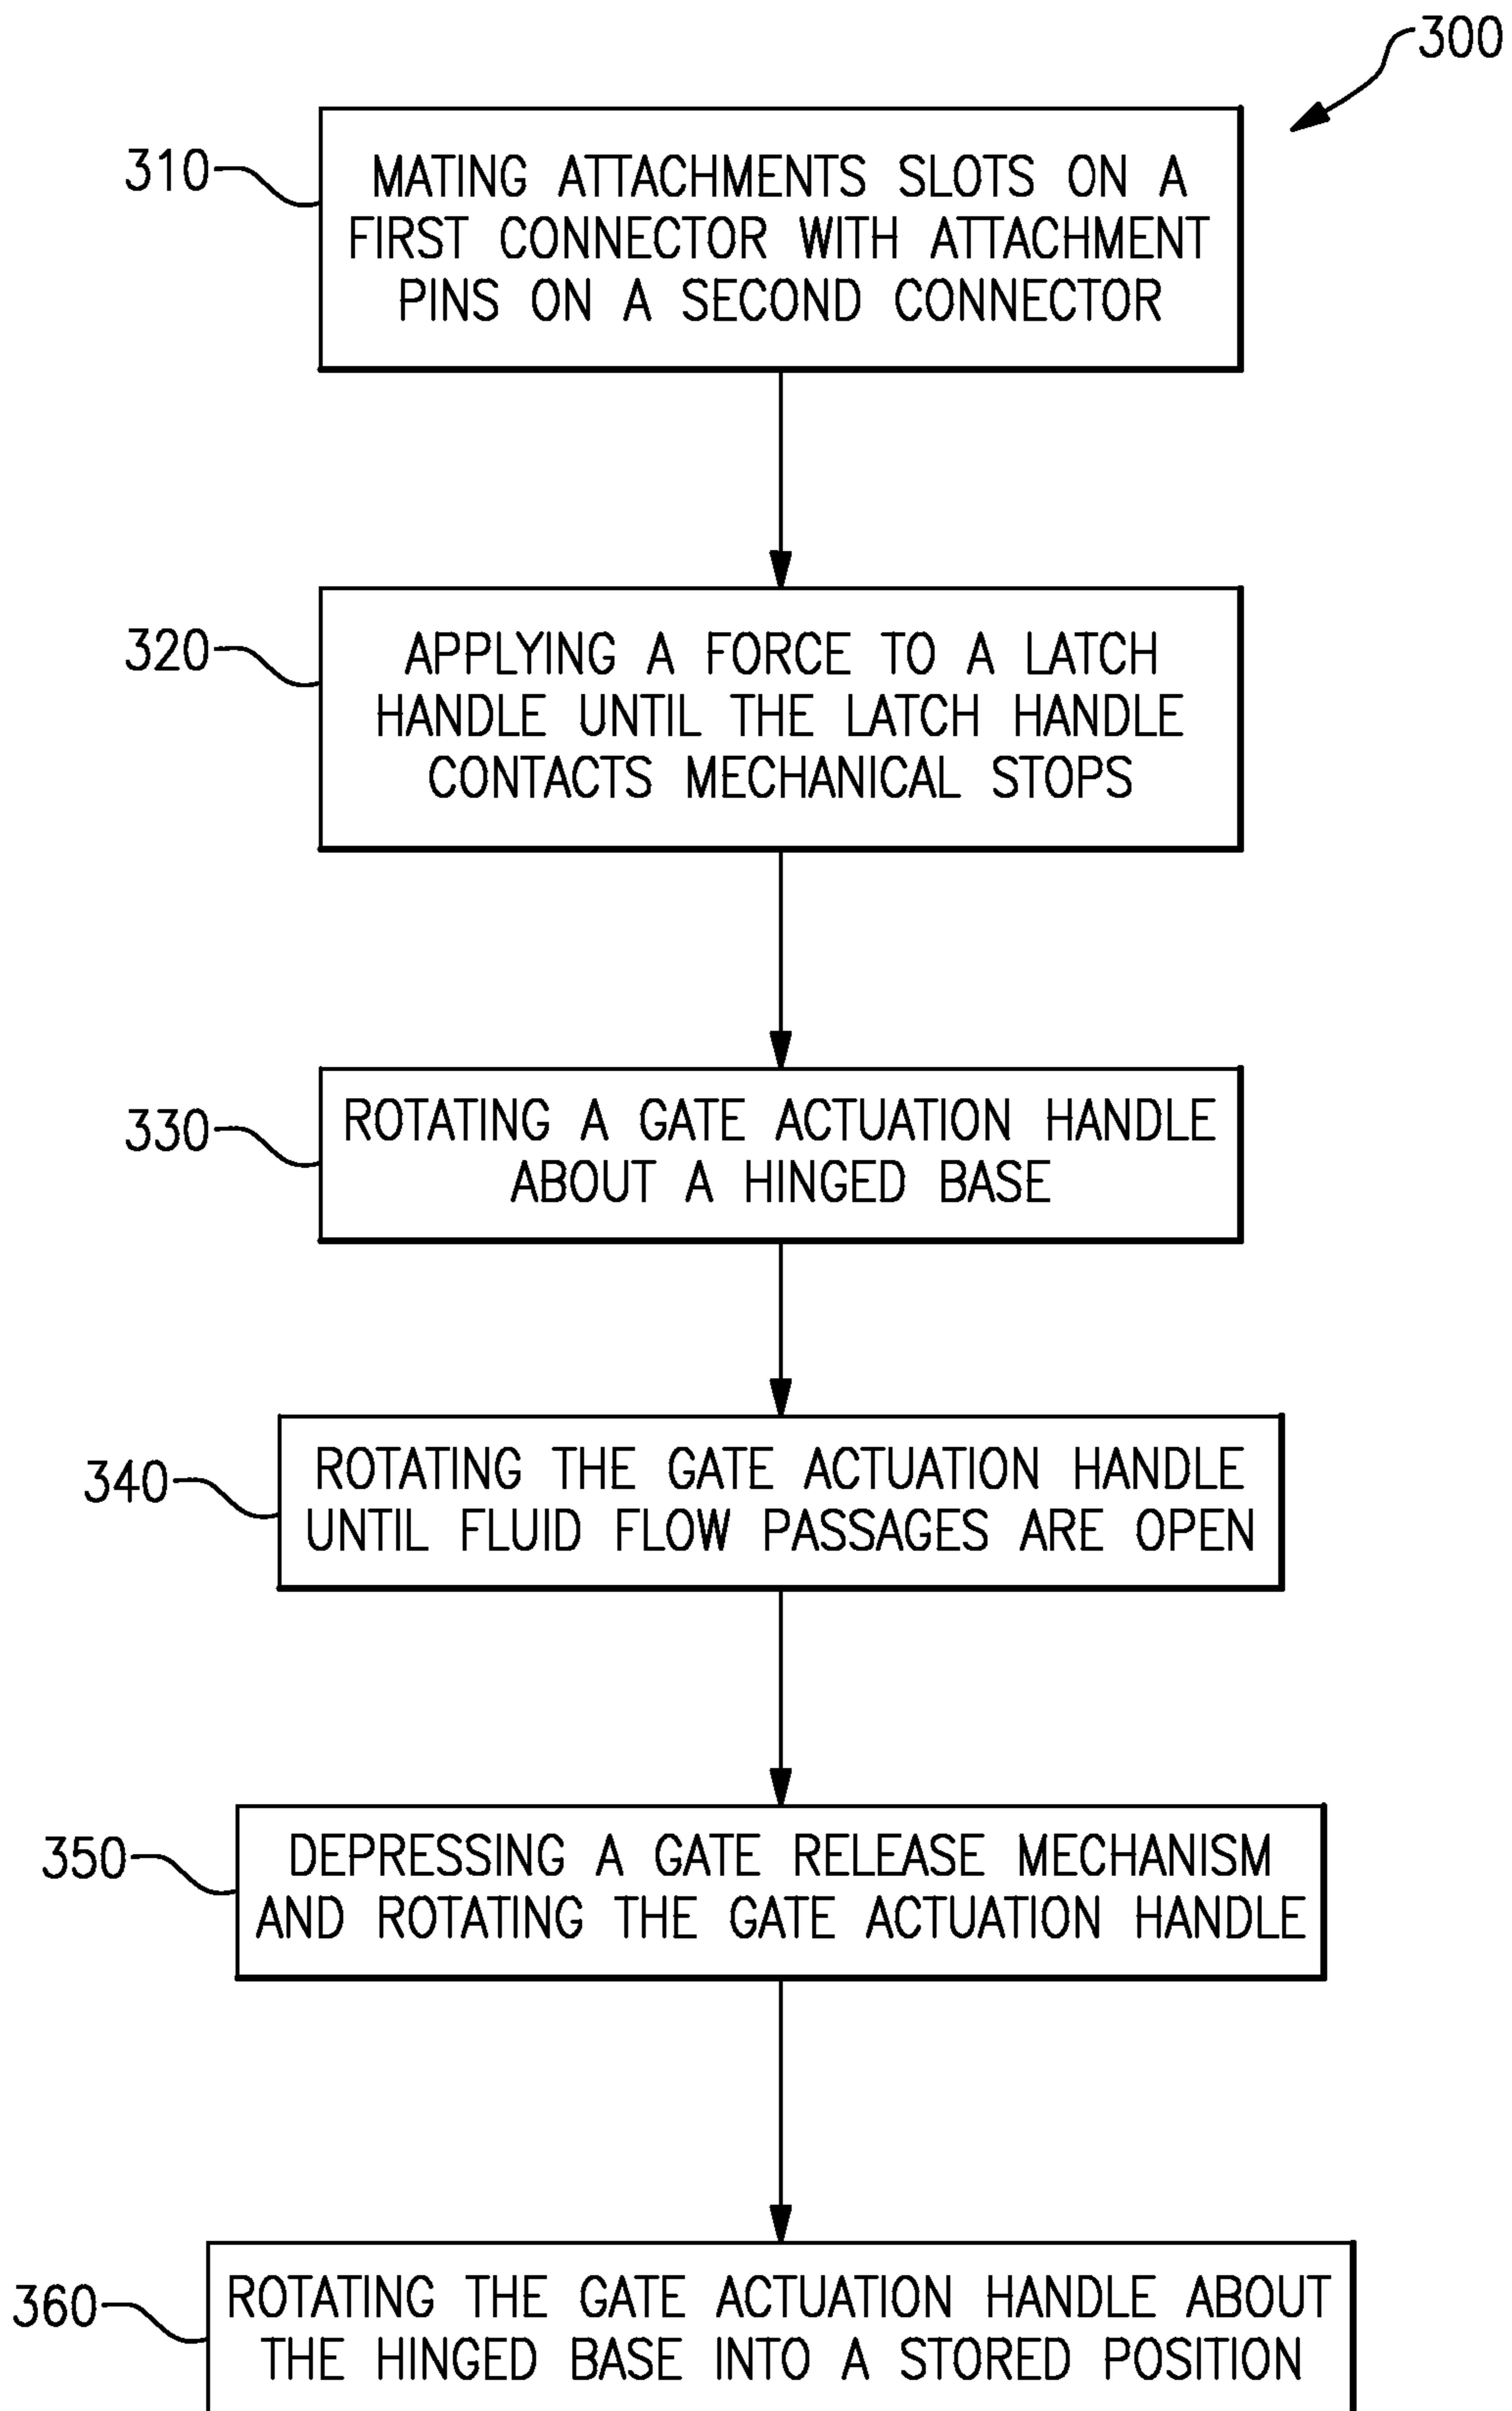 300
310
MATING ATTACHMENTS SLOTS ON A
FIRST CONNECTOR WITH ATTACHMENT
PINS ON A SECOND CONNECTOR
320
APPLYING A FORCE TO A LATCH
HANDLE UNTIL THE LATCH HANDLE
CONTACTS MECHANICAL STOPS
330
ROTATING A GATE ACTUATION HANDLE
ABOUT A HINGED BASE
340
ROTATING THE GATE ACTUATION HANDLE
UNTIL FLUID FLOW PASSAGES ARE OPEN
350
DEPRESSING A GATE RELEASE MECHANISM
AND ROTATING THE GATE ACTUATION HANDLE
360
ROTATING THE GATE ACTUATION HANDLE ABOUT
THE HINGED BASE INTO A STORED POSITION